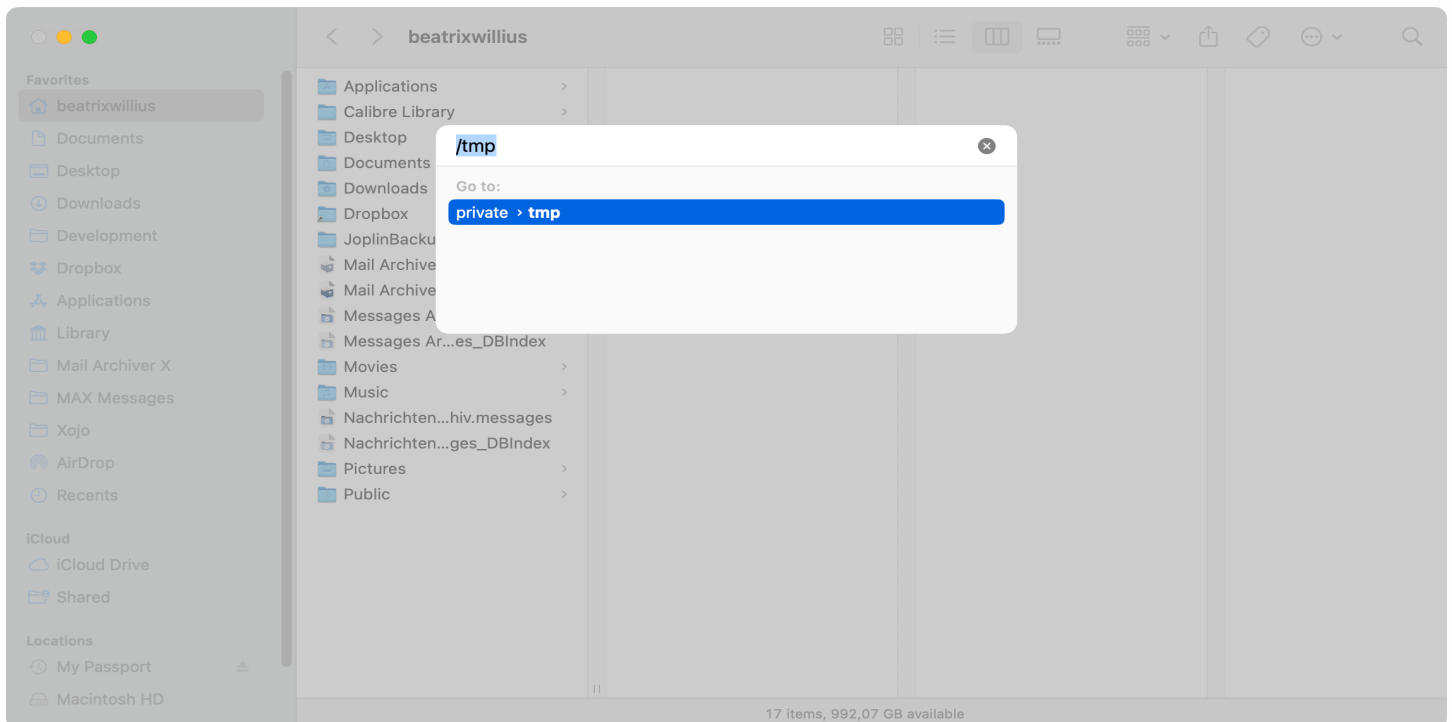 beatrixwillius
Favorites
beatrixwillius
Documents
Desktop
Downloads
Development
Dropbox
Applications
Library
Mail Archiver X
MAX Messages
Xojo
AirDrop
Recents
iCloud
iCloud Drive
Shared
Locations
My Passport
Macintosh HD
Applications
Calibre Library
Desktop
Documents
Downloads
Dropbox
JoplinBacku
Mail Archive
Mail Archive
Messages A
Messages Ar...es_DBIndex
Movies
Music
Nachrichten...hiv.messages
Nachrichten...ges_DBIndex
Pictures
Public
/tmp
Go to:
private › tmp
17 items, 992,07 GB available